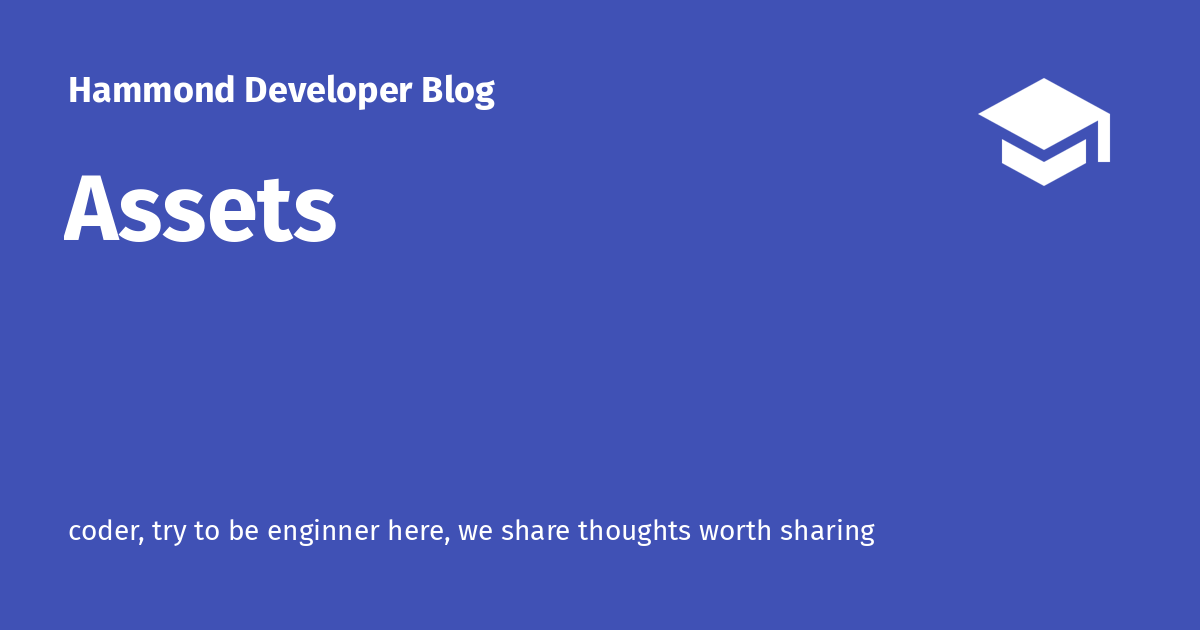 Hammond Developer Blog
Assets
coder, try to be enginner here, we share thoughts worth sharing